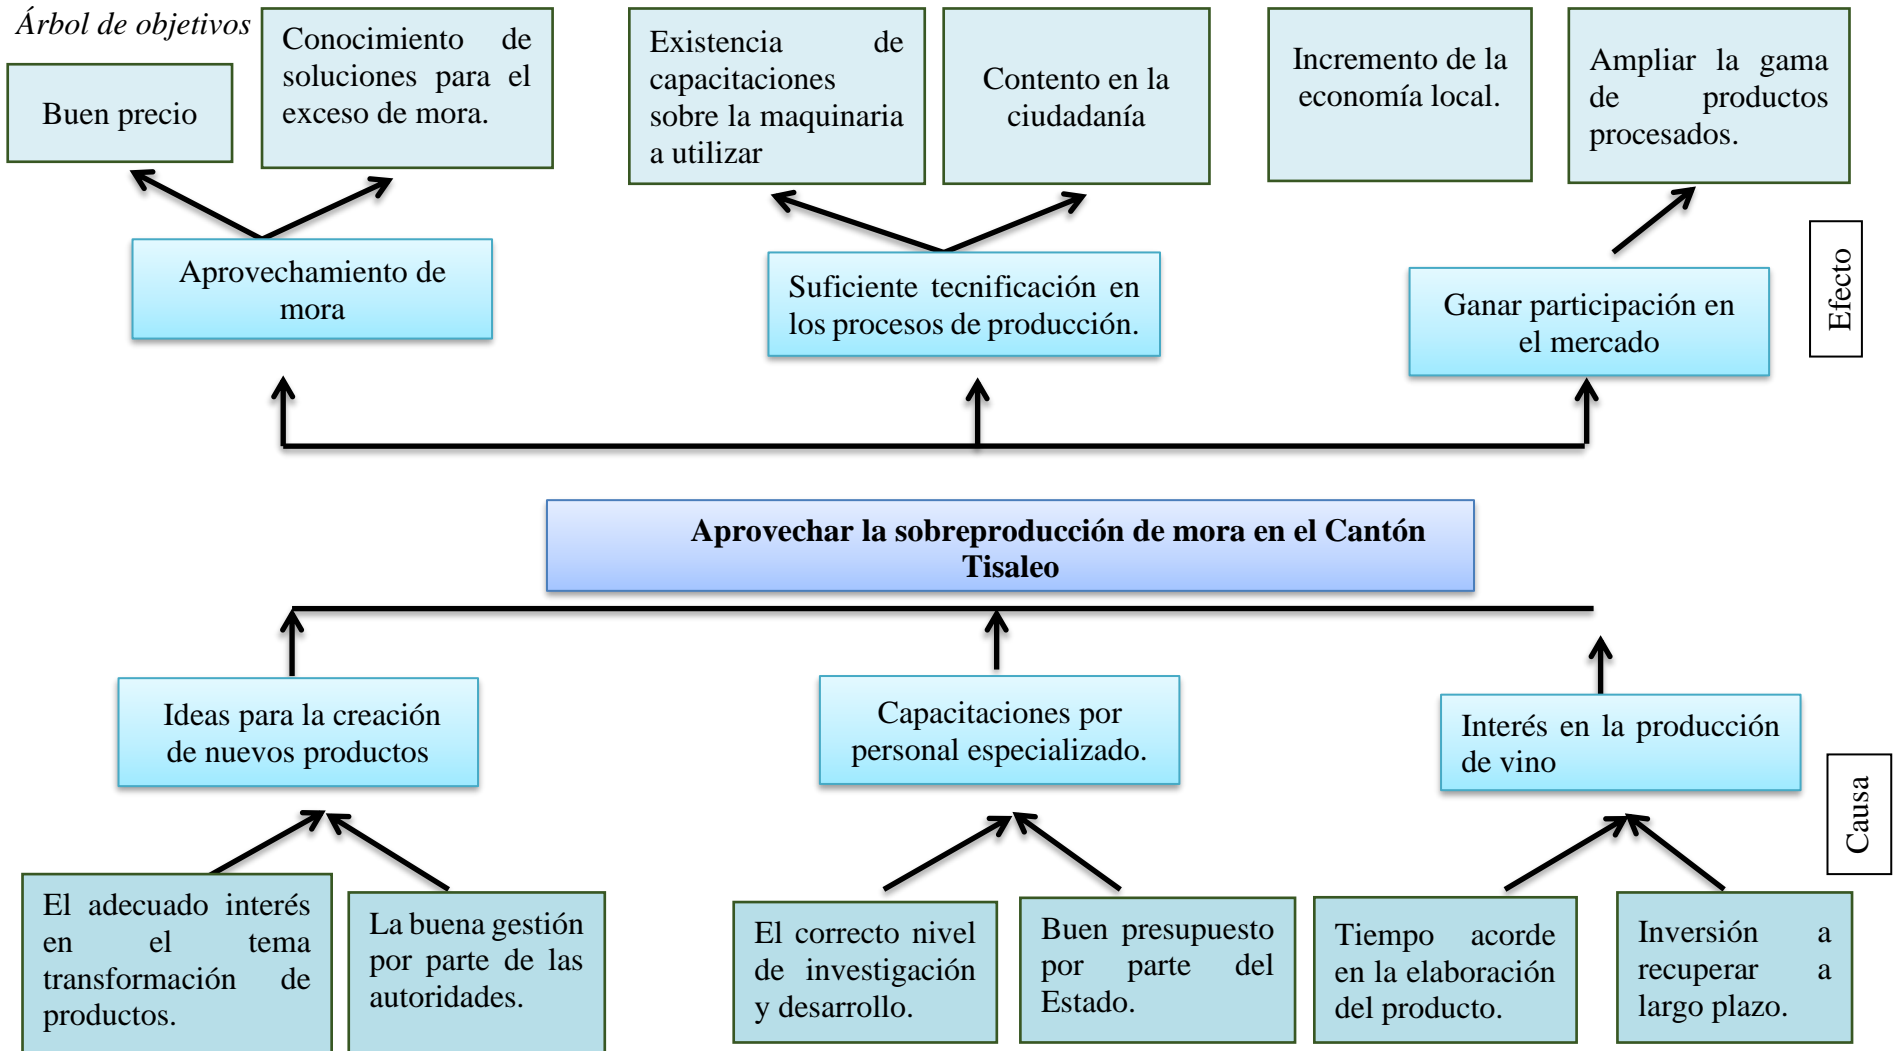 Árbol de objetivos
Buen precio
Conocimiento de
soluciones para el
exceso de mora.
Existencia de
capacitaciones
sobre la maquinaria
a utilizar
Contento en la
ciudadanía
Incremento de la
economía local.
Ampliar la gama
de productos
procesados.
Aprovechamiento de
mora
Suficiente tecnificación en
los procesos de producción.
Ganar participación en
el mercado
Efecto
Aprovechar la sobreproducción de mora en el Cantón
Tisaleo
Ideas para la creación
de nuevos productos
Capacitaciones por
personal especializado.
Interés en la producción
de vino
Causa
El adecuado interés
en el tema
transformación de
productos.
La buena gestión
por parte de las
autoridades.
El correcto nivel
de investigación
y desarrollo.
Buen presupuesto
por parte del
Estado.
Tiempo acorde
en la elaboración
del producto.
Inversión a
recuperar a
largo plazo.